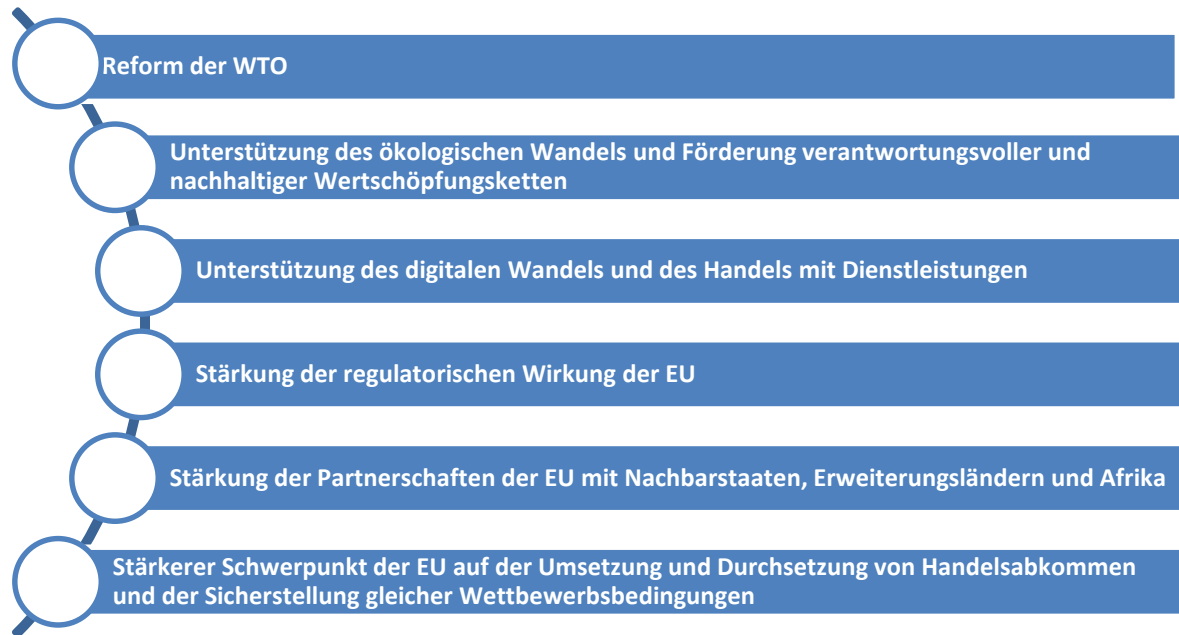 Reform der WTO
Unterstützung des ökologischen Wandels und Förderung verantwortungsvoller und
nachhaltiger Wertschöpfungsketten
Unterstützung des digitalen Wandels und des Handels mit Dienstleistungen
Stärkung der regulatorischen Wirkung der EU
Stärkung der Partnerschaften der EU mit Nachbarstaaten, Erweiterungsländern und Afrika
Stärkerer Schwerpunkt der EU auf der Umsetzung und Durchsetzung von Handelsabkommen
und der Sicherstellung gleicher Wettbewerbsbedingungen